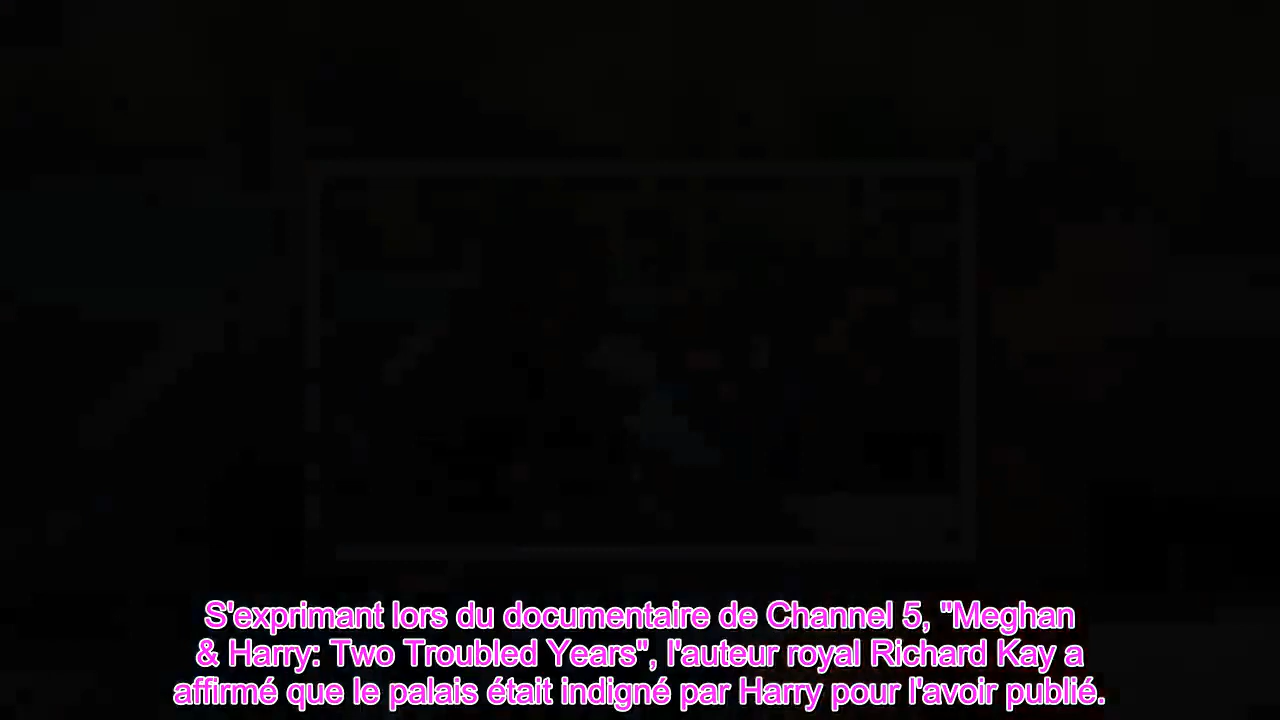 S'exprimant lors du documentaire de Channel 5, "Meghan
& Harry: Two Troubled Years", l'auteur royal Richard Kay a
affirmé que le palais était indigné par Harry pour l'avoir publié.